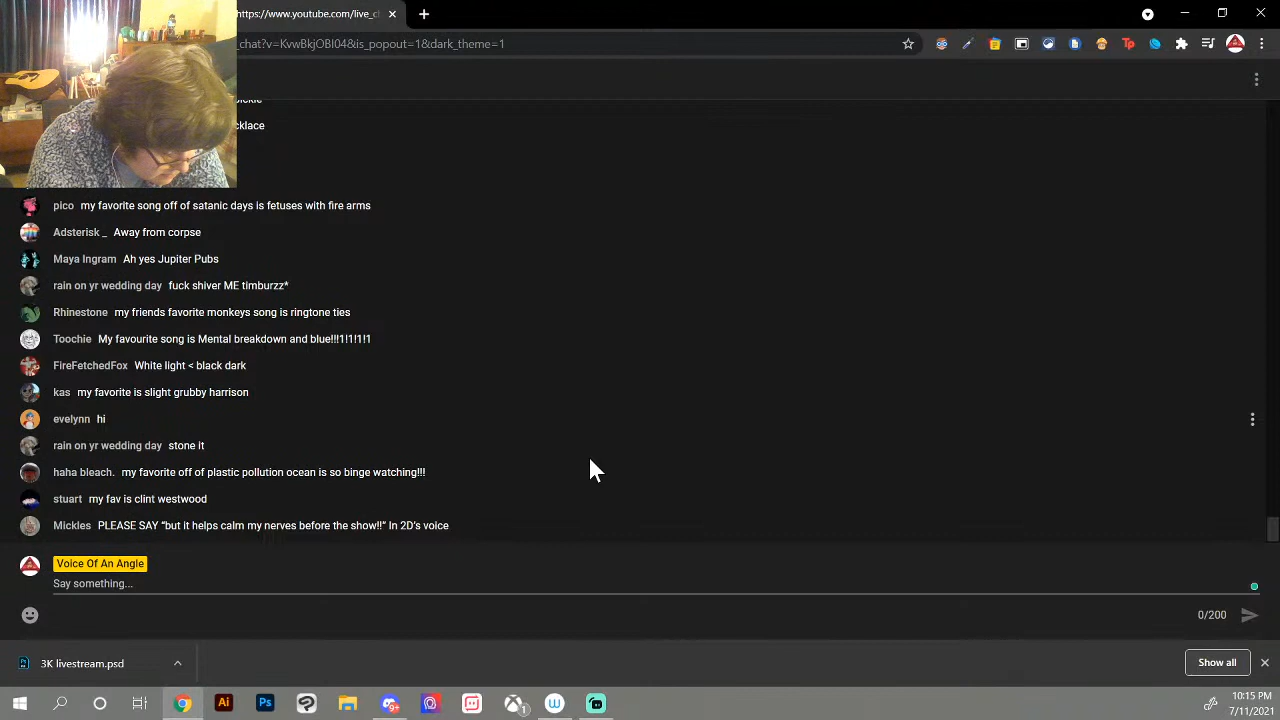 https://www.youtube.com/live_c
_chat?v=KvwBkjOBI04&is_popout=1&dark_theme=1
cklace
pico my favorite song off of satanic days is fetuses with fire arms
Adsterisk _ Away from corpse
Maya Ingram Ah yes Jupiter Pubs
rain on yr wedding day fuck shiver ME timburzz*
Rhinestone my friends favorite monkeys song is ringtone ties
Toochie My favourite song is Mental breakdown and blue!!!1!1!1!1
FireFetchedFox White light < black dark
kas my favorite is slight grubby harrison
evelynn hi
rain on yr wedding day stone it
haha bleach. my favorite off of plastic pollution ocean is so binge watching!!!
stuart my fav is clint westwood
Mickles PLEASE SAY “but it helps calm my nerves before the show!!” In 2D’s voice
Voice Of An Angle
Say something...
0/200
3K livestream.psd
Show all
10:15 PM
7/11/2021